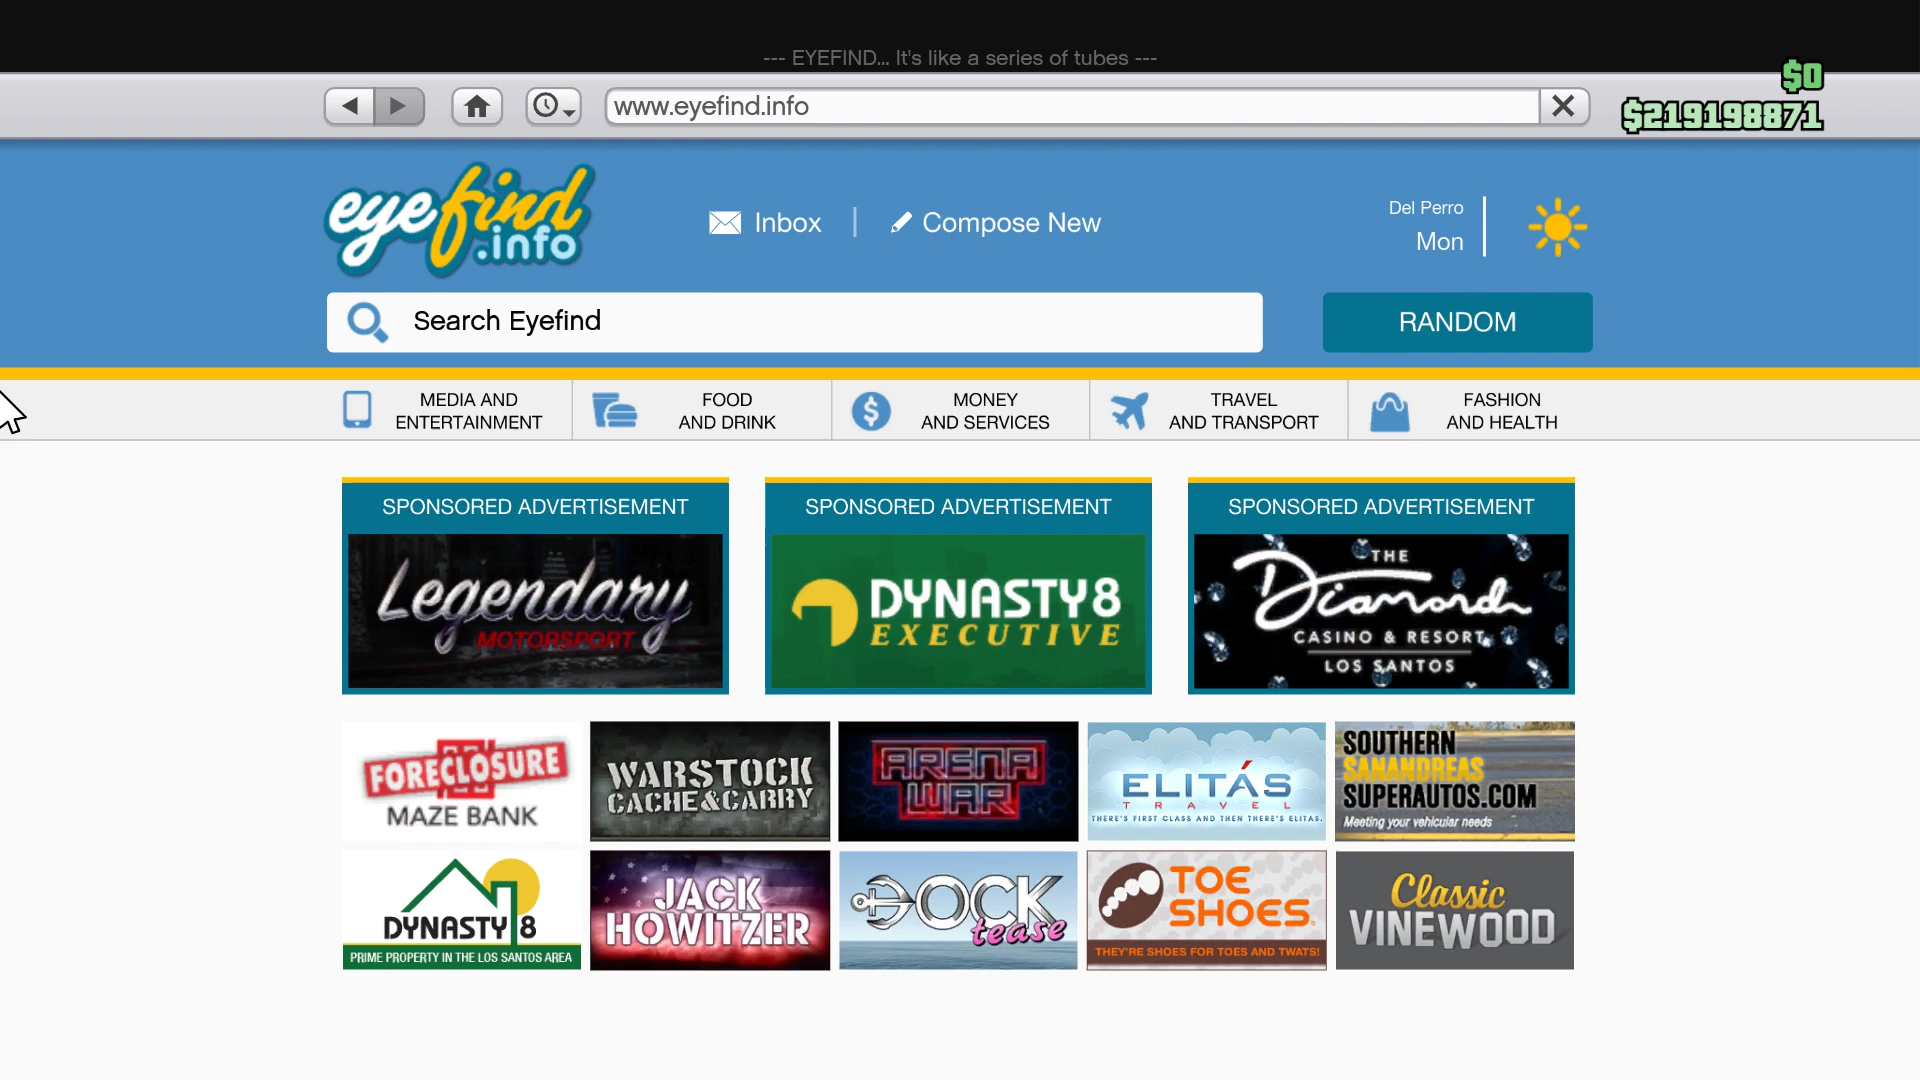 --- EYEFIND... It's like a series of tubes ---
$0
www.eyefind.info
$219198871
eyefind
.info
Inbox
Compose New
Del Perro
Mon
Search Eyefind
RANDOM
MEDIA AND
ENTERTAINMENT
FOOD
AND DRINK
MONEY
AND SERVICES
TRAVEL
AND TRANSPORT
FASHION
AND HEALTH
SPONSORED ADVERTISEMENT
Legendary
MOTORSPORT
SPONSORED ADVERTISEMENT
DYNASTY 8
EXECUTIVE
SPONSORED ADVERTISEMENT
THE
Diamond
CASINO & RESORT
LOS SANTOS
FORECLOSURE
MAZE BANK
WARSTOCK
CACHE&CARRY
ARENA
WAR
ELITÁS
TRAVEL
THERE'S FIRST CLASS AND THEN THERE'S ELITAS.
SOUTHERN
SANANDREAS
SUPERAUTOS.COM
Meeting your vehicular needs
DYNASTY 8
PRIME PROPERTY IN THE LOS SANTOS AREA
JACK
HOWITZER
DOCK
tease
TOE
SHOES
THEY'RE SHOES FOR TOES AND TWATS!
Classic
VINEWOOD